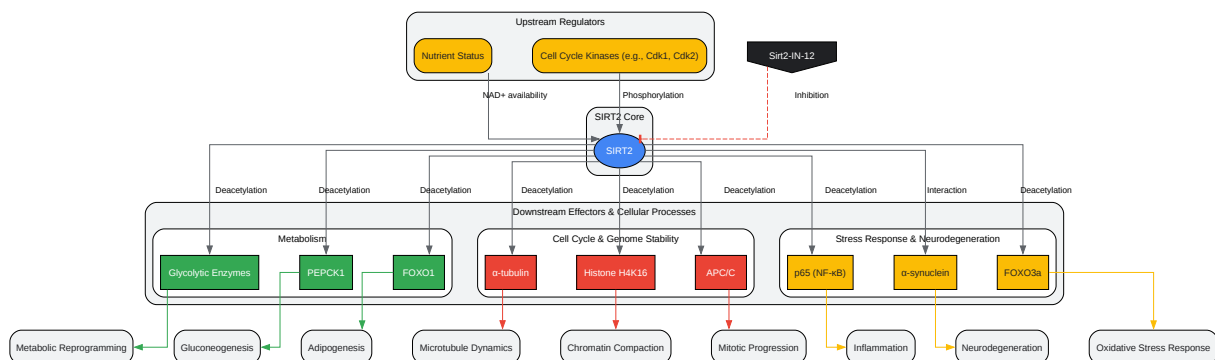 Upstream Regulators
Nutrient Status
Cell Cycle Kinases (e.g., Cdk1, Cdk2)
Sirt2-IN-12
NAD+ availability
Phosphorylation
Inhibition
SIRT2 Core
SIRT2
Deacetylation
Deacetylation
Deacetylation
Deacetylation
Deacetylation
Deacetylation
Deacetylation
Interaction
Deacetylation
Downstream Effectors & Cellular Processes
Metabolism
Cell Cycle & Genome Stability
Stress Response & Neurodegeneration
Glycolytic Enzymes
PEPCK1
FOXO1
α-tubulin
Histone H4K16
APC/C
p65 (NF-κB)
α-synuclein
FOXO3a
Metabolic Reprogramming
Gluconeogenesis
Adipogenesis
Microtubule Dynamics
Chromatin Compaction
Mitotic Progression
Inflammation
Neurodegeneration
Oxidative Stress Response